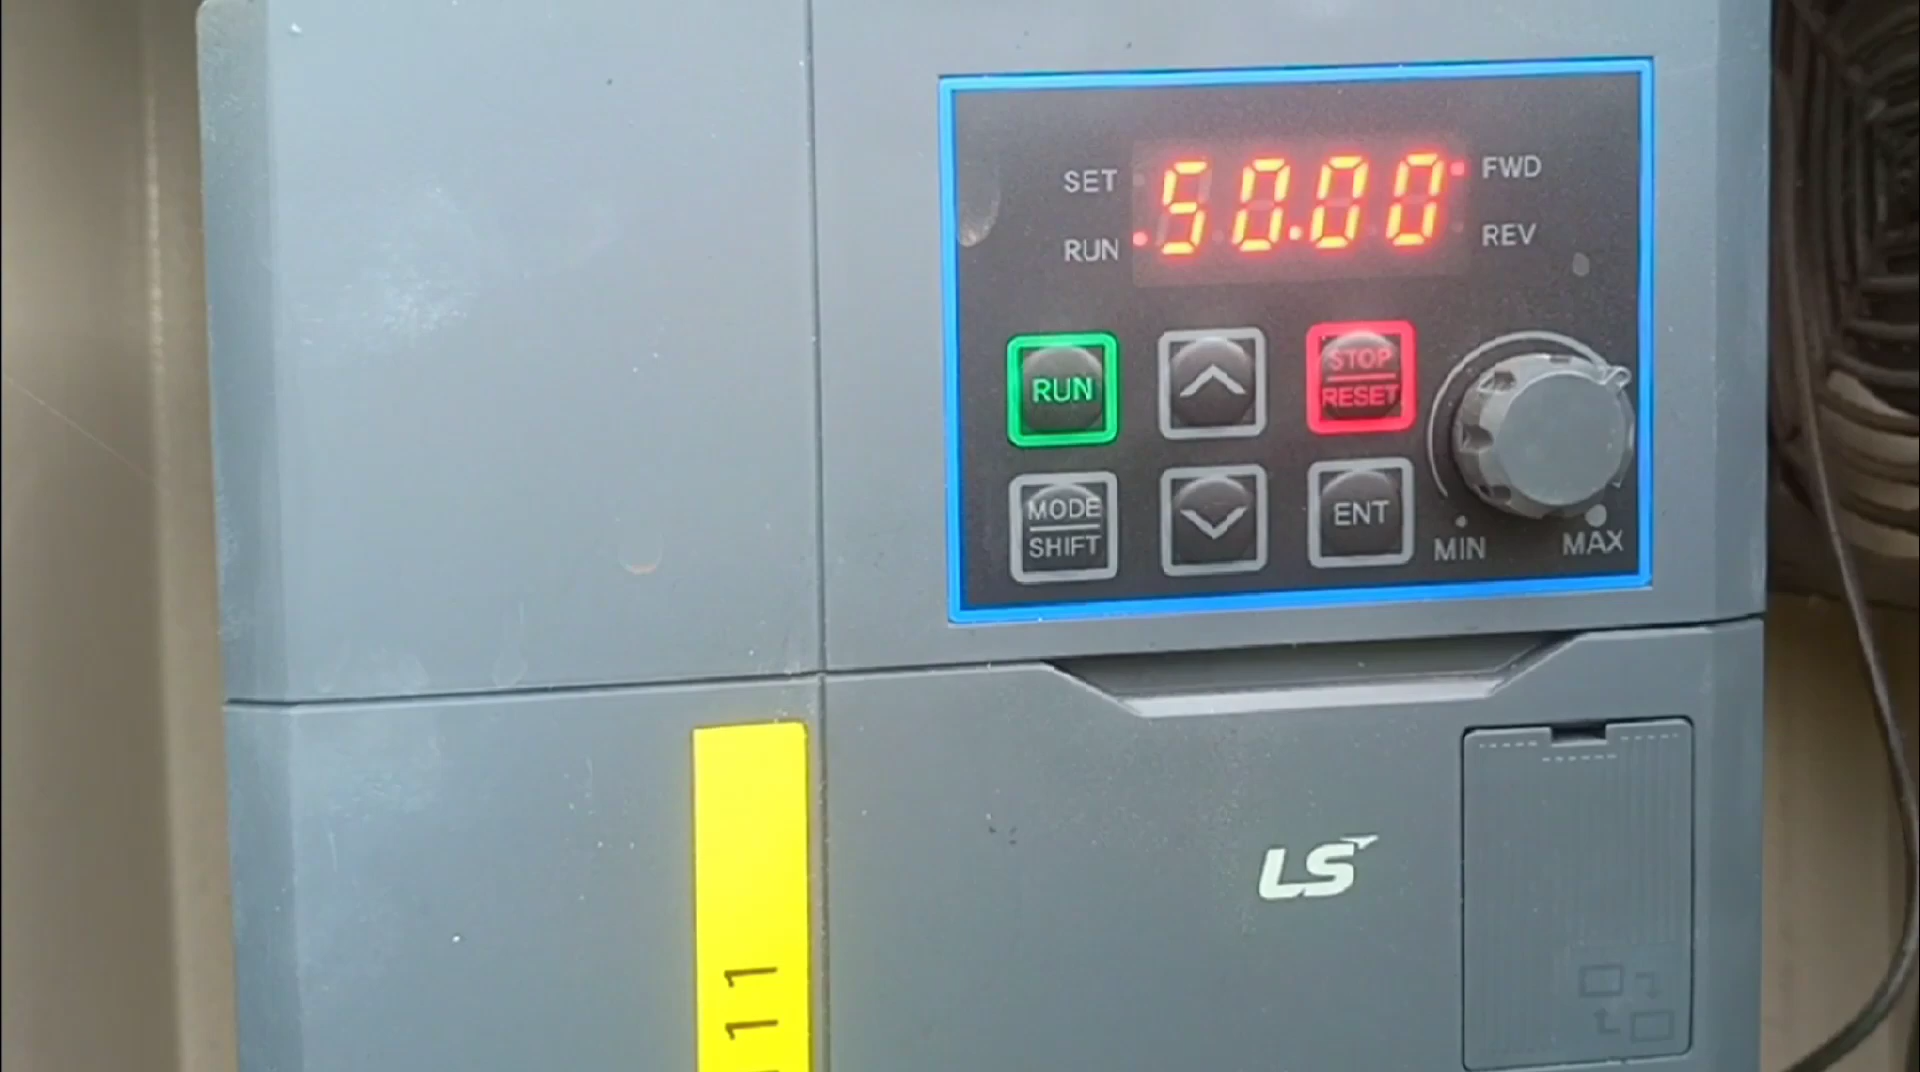 SET
50.00
FWD
RUN
REV
RUN
STOP
RESET
MODE
SHIFT
ENT
MIN
MAX
LS
11